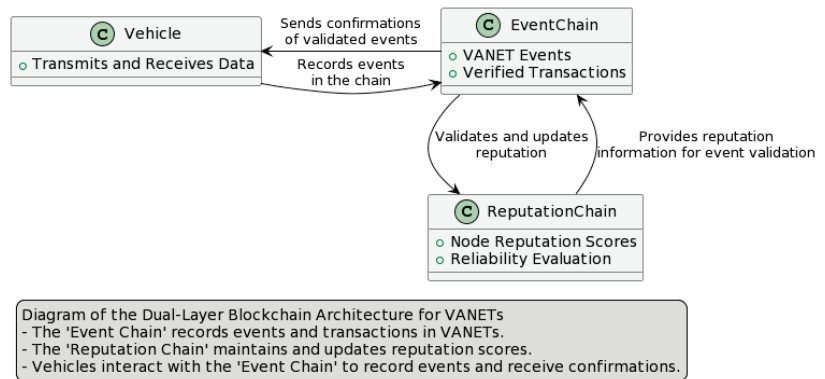 C Vehicle
Transmits and Receives Data
Sends confirmations
of validated events
Records events
in the chain
C EventChain
VANET Events
Verified Transactions
Validates and updates
reputation
Provides reputation
information for event validation
C ReputationChain
Node Reputation Scores
Reliability Evaluation
Diagram of the Dual-Layer Blockchain Architecture for VANETs
- The 'Event Chain' records events and transactions in VANETs.
- The 'Reputation Chain' maintains and updates reputation scores.
- Vehicles interact with the 'Event Chain' to record events and receive confirmations.